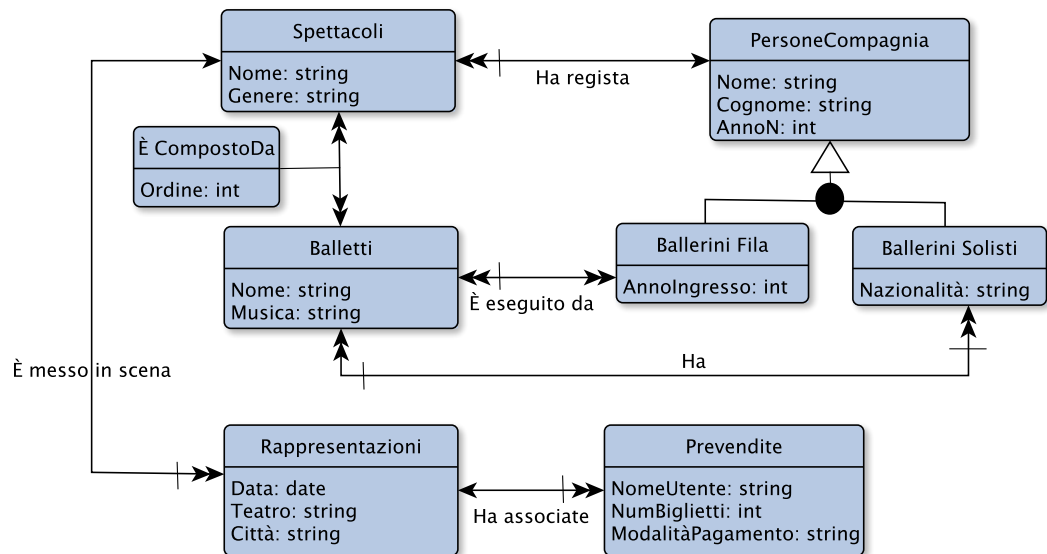 Spettacoli
Nome: string
Genere: string
PersoneCompagnia
Nome: string
Cognome: string
AnnoN: int
Ha regista
È CompostoDa
Ordine: int
Balletti
Nome: string
Musica: string
Ballerini Fila
AnnoIngresso: int
Ballerini Solisti
Nazionalità: string
È eseguito da
Ha
È messo in scena
Rappresentazioni
Data: date
Teatro: string
Città: string
Prevendite
NomeUtente: string
NumBiglietti: int
ModalitàPagamento: string
Ha associate